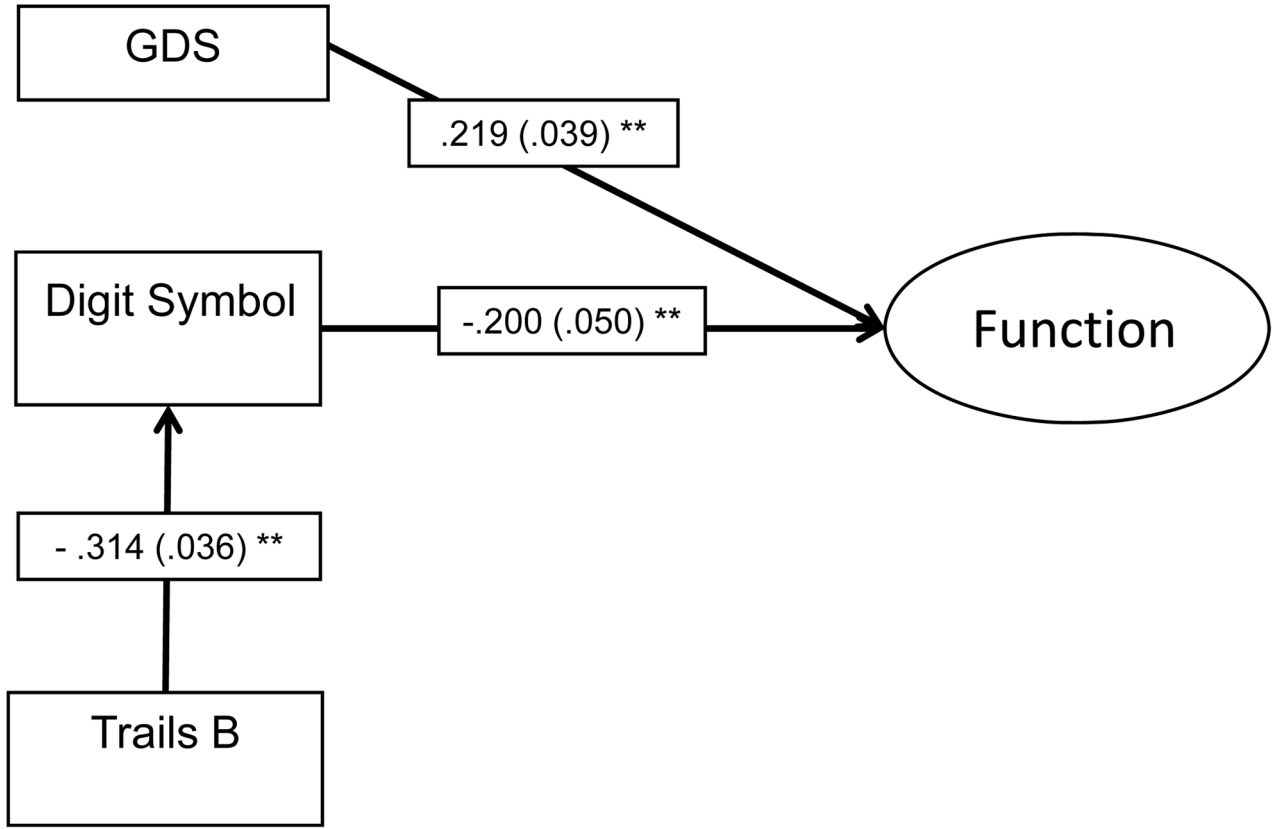 GDS
.219 (.039) **
Digit Symbol
-.200 (.050) **
Function
- .314 (.036) **
Trails B